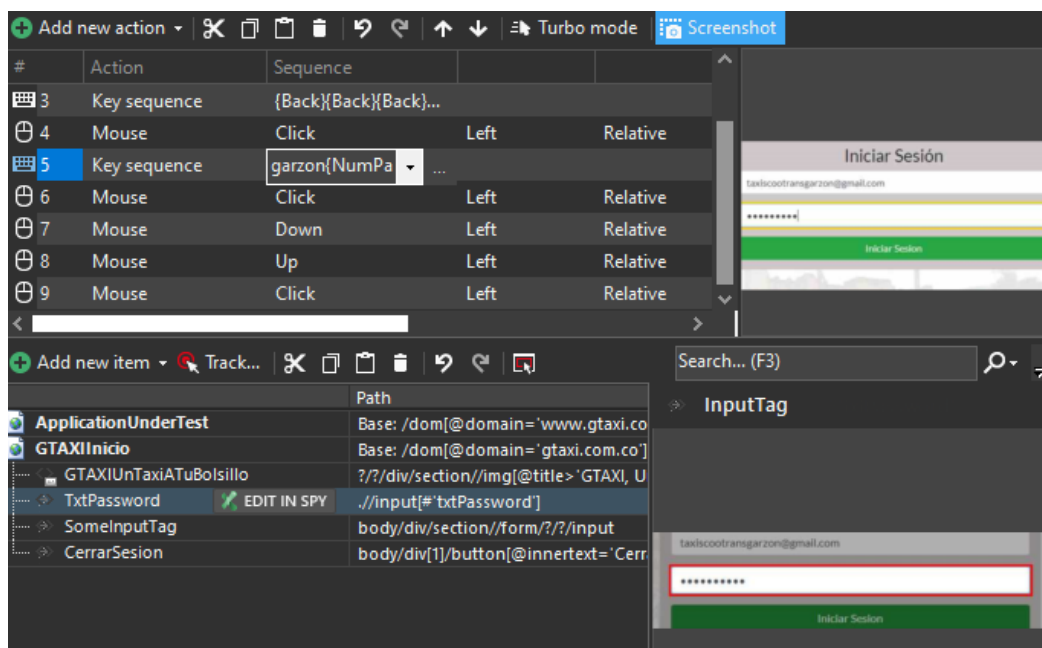 Add new action Turbo mode Screenshot
# Action Sequence
3 Key sequence {Back}{Back}{Back}...
4 Mouse Click Left Relative
5 Key sequence garzon{NumPa ...
6 Mouse Click Left Relative
7 Mouse Down Left Relative
8 Mouse Up Left Relative
9 Mouse Click Left Relative
Iniciar Sesión
taxiscootransgarzon@gmail.com
•••••••••
Iniciar Sesion
Add new item Track... Search... (F3)
Path
ApplicationUnderTest Base: /dom[@domain='www.gtaxi.co
GTAXIInicio Base: /dom[@domain='gtaxi.com.co']
GTAXIUnTaxiATuBolsillo ?/?/div/section//img[@title>'GTAXI, U
TxtPassword EDIT IN SPY .//input[#'txtPassword']
SomeInputTag body/div/section//form/?/?/input
CerrarSesion body/div[1]/button[@innertext='Cerr
InputTag
taxiscootransgarzon@gmail.com
••••••••••
Iniciar Sesion